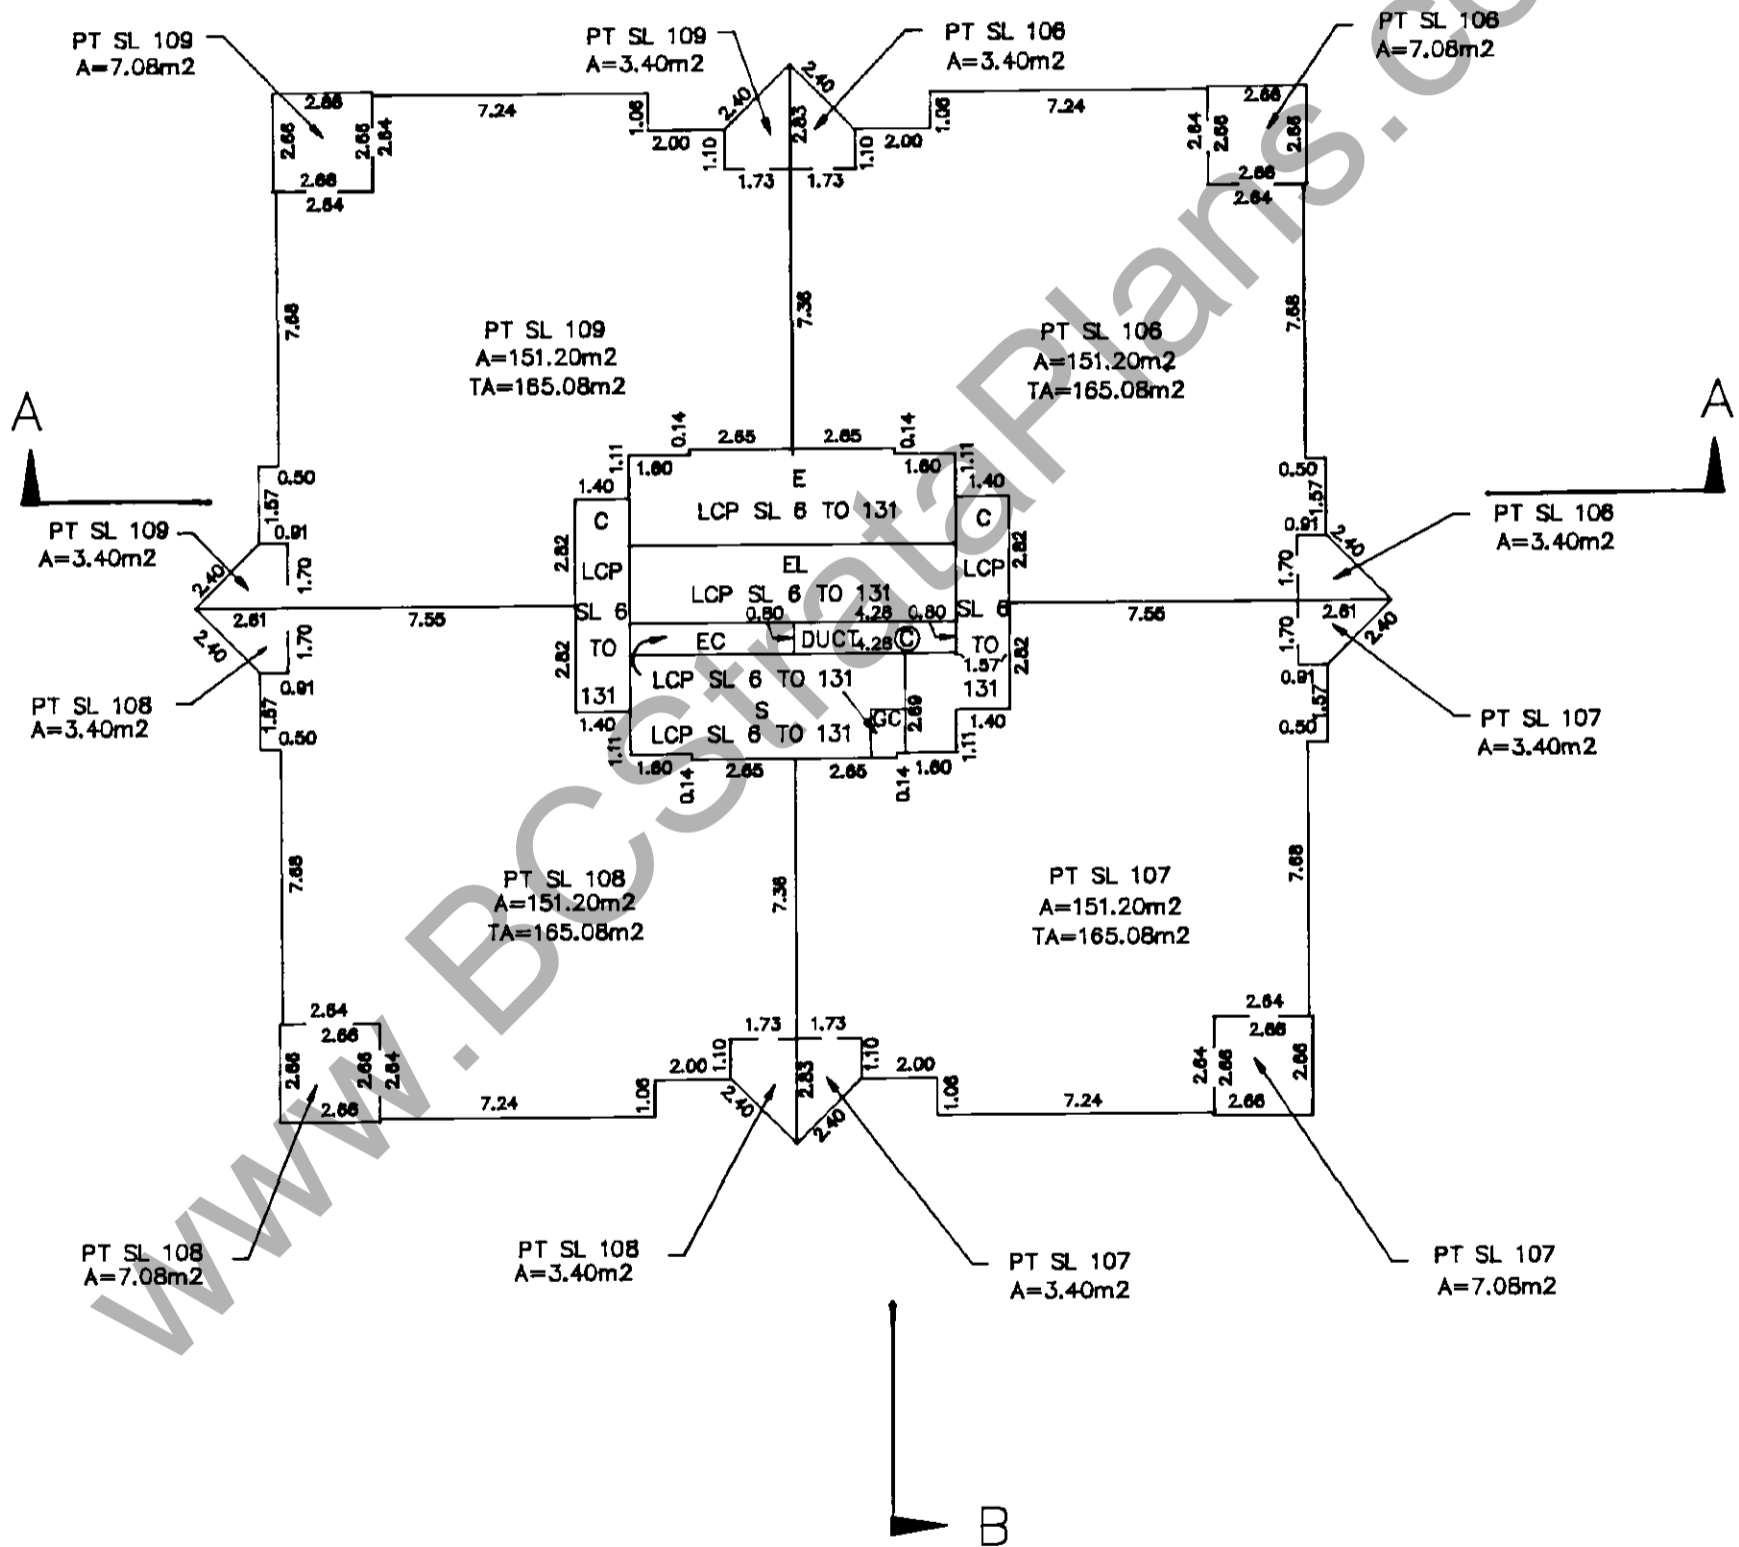 PT SL 109
A=7.08m2
PT SL 109
A=3.40m2
PT SL 106
A=3.40m2
PT SL 106
A=7.08m2
2.66
2.66
2.66
2.64
2.66
2.64
7.24
1.06
2.00
2.40
1.10
1.73
2.83
2.40
1.73
1.10
2.00
1.06
7.24
2.66
2.64
2.66
2.66
2.66
2.64
7.68
7.36
7.68
PT SL 109
A=151.20m2
TA=165.08m2
PT SL 106
A=151.20m2
TA=165.08m2
A
A
0.14
2.65
2.65
0.14
1.11
1.60
1.60
1.11
1.40
1.40
0.50
1.57
0.91
0.50
1.57
0.91
E
LCP SL 6 TO 131
C
LCP
SL 6
TO
131
C
LCP
SL 6
TO
131
2.82
2.82
2.82
2.82
EL
LCP SL 6 TO 131
0.80
4.28
0.80
EC
DUCT
4.28
C
1.57
LCP SL 6 TO 131
S
LCP SL 6 TO 131
GC
2.69
1.40
1.11
1.60
0.14
2.65
2.65
0.14
1.60
1.11
1.40
PT SL 109
A=3.40m2
PT SL 106
A=3.40m2
2.40
1.70
2.61
7.55
2.40
1.70
0.91
1.57
0.50
1.70
2.40
7.55
2.61
1.70
2.40
0.91
1.57
0.50
PT SL 108
A=3.40m2
PT SL 107
A=3.40m2
7.68
7.36
7.68
PT SL 108
A=151.20m2
TA=165.08m2
PT SL 107
A=151.20m2
TA=165.08m2
2.64
2.66
2.66
2.66
2.64
2.66
7.24
1.06
2.00
1.10
1.73
1.73
1.10
2.40
2.83
2.40
2.00
1.06
7.24
2.64
2.66
2.64
2.66
2.66
2.66
PT SL 108
A=7.08m2
PT SL 108
A=3.40m2
PT SL 107
A=3.40m2
PT SL 107
A=7.08m2
B
www.BCStrataPlans.co